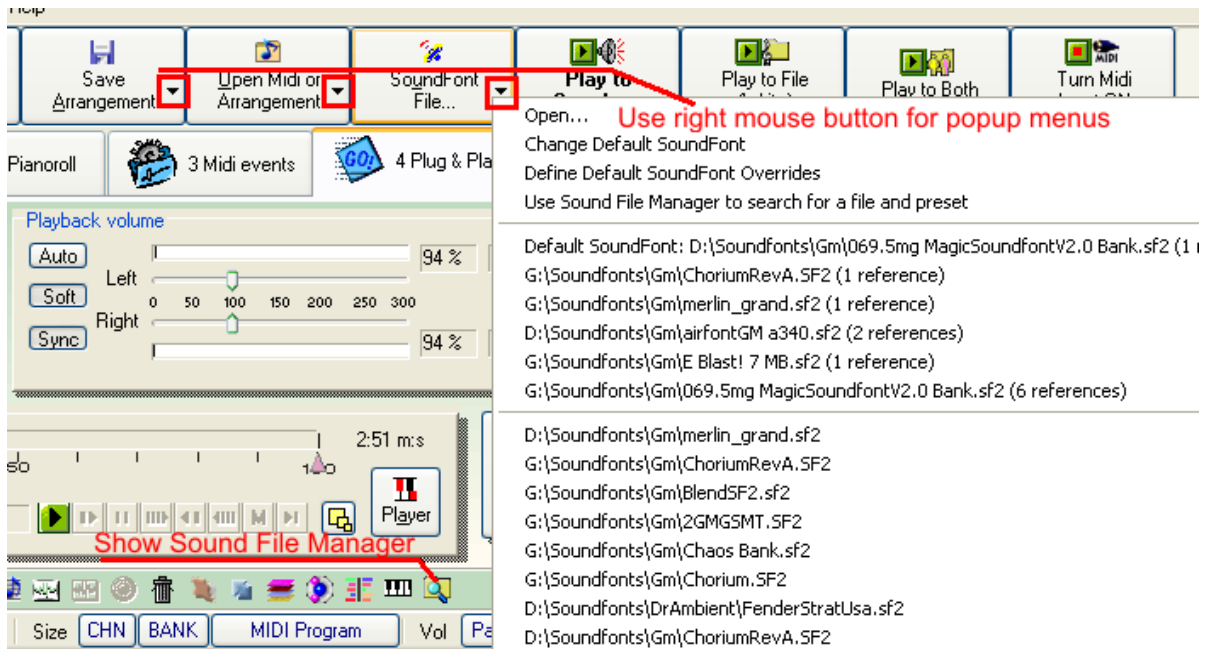 Help
Save
Arrangement
Open Midi or
Arrangement
SoundFont
File...
Play to
Play to File
Play to Both
MIDI
Turn Midi
Use right mouse button for popup menus
Open...
Change Default SoundFont
Define Default SoundFont Overrides
Use Sound File Manager to search for a file and preset
Default SoundFont: D:\Soundfonts\Gm\069.5mg MagicSoundfontV2.0 Bank.sf2 (1
G:\Soundfonts\Gm\ChoriumRevA.SF2 (1 reference)
G:\Soundfonts\Gm\merlin_grand.sf2 (1 reference)
D:\Soundfonts\Gm\airfontGM a340.sf2 (2 references)
G:\Soundfonts\Gm\E Blast! 7 MB.sf2 (1 reference)
G:\Soundfonts\Gm\069.5mg MagicSoundfontV2.0 Bank.sf2 (6 references)
D:\Soundfonts\Gm\merlin_grand.sf2
G:\Soundfonts\Gm\ChoriumRevA.SF2
G:\Soundfonts\Gm\BlendSF2.sf2
G:\Soundfonts\Gm\2GMGSMT.SF2
G:\Soundfonts\Gm\Chaos Bank.sf2
G:\Soundfonts\Gm\Chorium.SF2
D:\Soundfonts\DrAmbient\FenderStratUsa.sf2
D:\Soundfonts\Gm\ChoriumRevA.SF2
Pianoroll
3 Midi events
GO!
4 Plug & Pla
Playback volume
Auto
94 %
Left
Soft
0 50 100 150 200 250 300
Right
Sync
94 %
2:51 m:s
Player
M
Show Sound File Manager
Size
CHN
BANK
MIDI Program
Vol
Pa